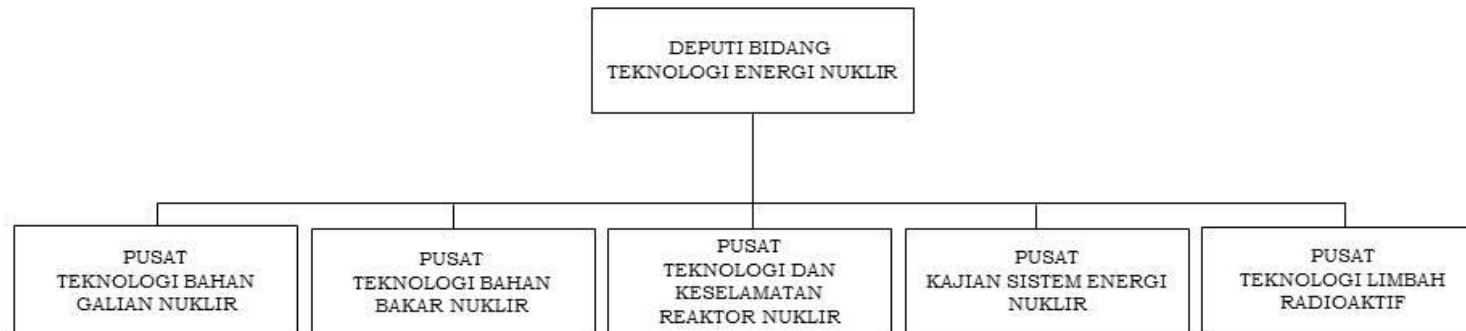 DEPUTI BIDANG
TEKNOLOGI ENERGI NUKLIR
PUSAT
TEKNOLOGI BAHAN
GALIAN NUKLIR
PUSAT
TEKNOLOGI BAHAN
BAKAR NUKLIR
PUSAT
TEKNOLOGI DAN
KESELAMATAN
REAKTOR NUKLIR
PUSAT
KAJIAN SISTEM ENERGI
NUKLIR
PUSAT
TEKNOLOGI LIMBAH
RADIOAKTIF